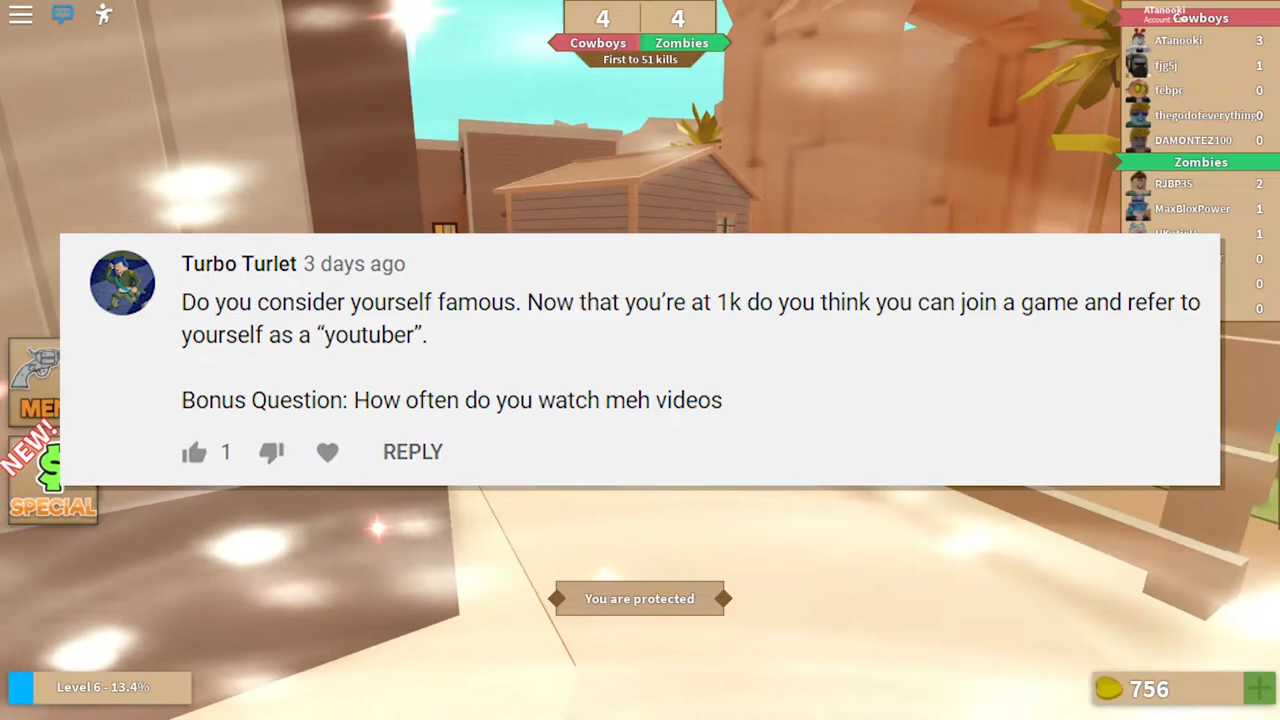 4 4
Cowboys Zombies
First to 51 kills
ATanooki
Cowboys
ATanooki 3
fjg5j 1
febpc 0
thegodofeverything 0
DAMONTEZ100 0
Zombies
RJBP35 2
MaxBloxPower 1
1
0
0
0
Turbo Turlet 3 days ago
Do you consider yourself famous. Now that you’re at 1k do you think you can join a game and refer to
yourself as a “youtuber”.
Bonus Question: How often do you watch meh videos
1 REPLY
NEW!
$
SPECIAL
You are protected
Level 6 - 13.4%
756